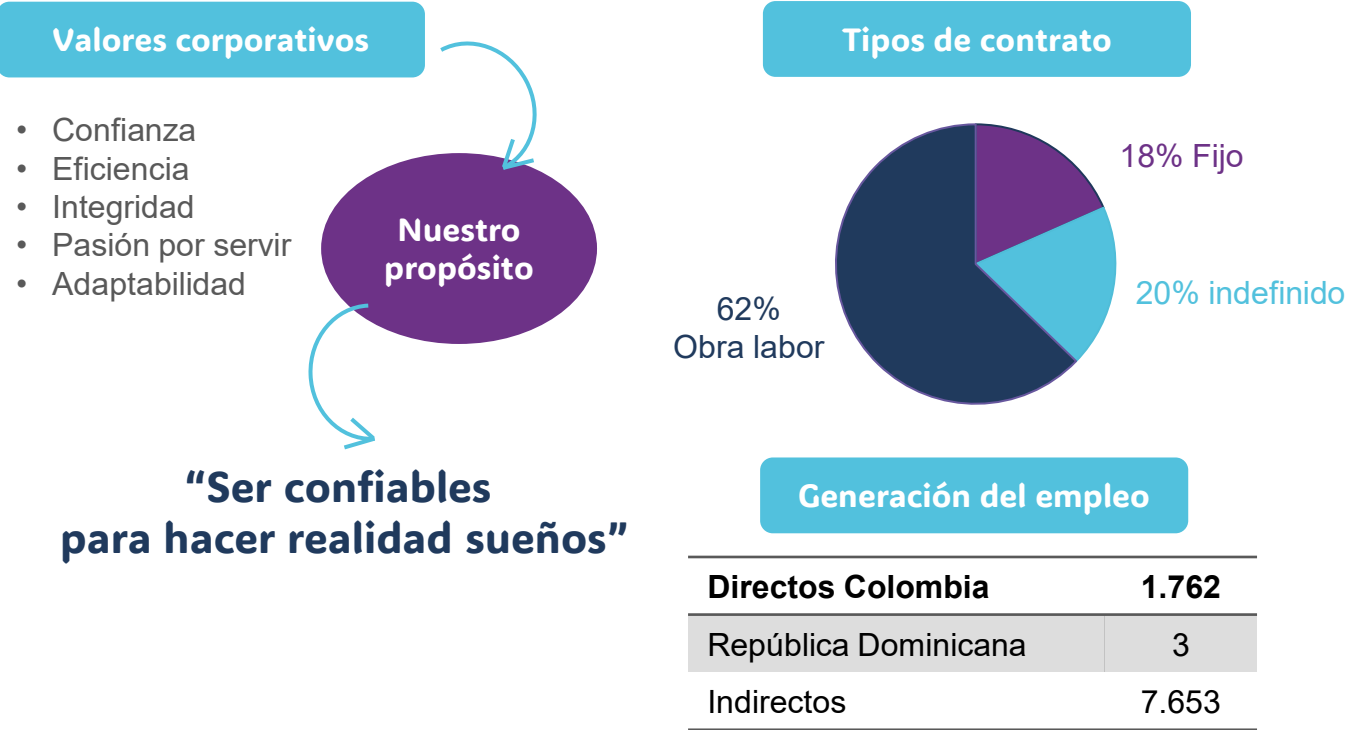 Valores corporativos
• Confianza
• Eficiencia
• Integridad
• Pasión por servir
• Adaptabilidad
Nuestro
propósito
“Ser confiables
para hacer realidad sueños”
Tipos de contrato
18% Fijo
20% indefinido
62%
Obra labor
Generación del empleo
Directos Colombia 1.762
República Dominicana 3
Indirectos 7.653